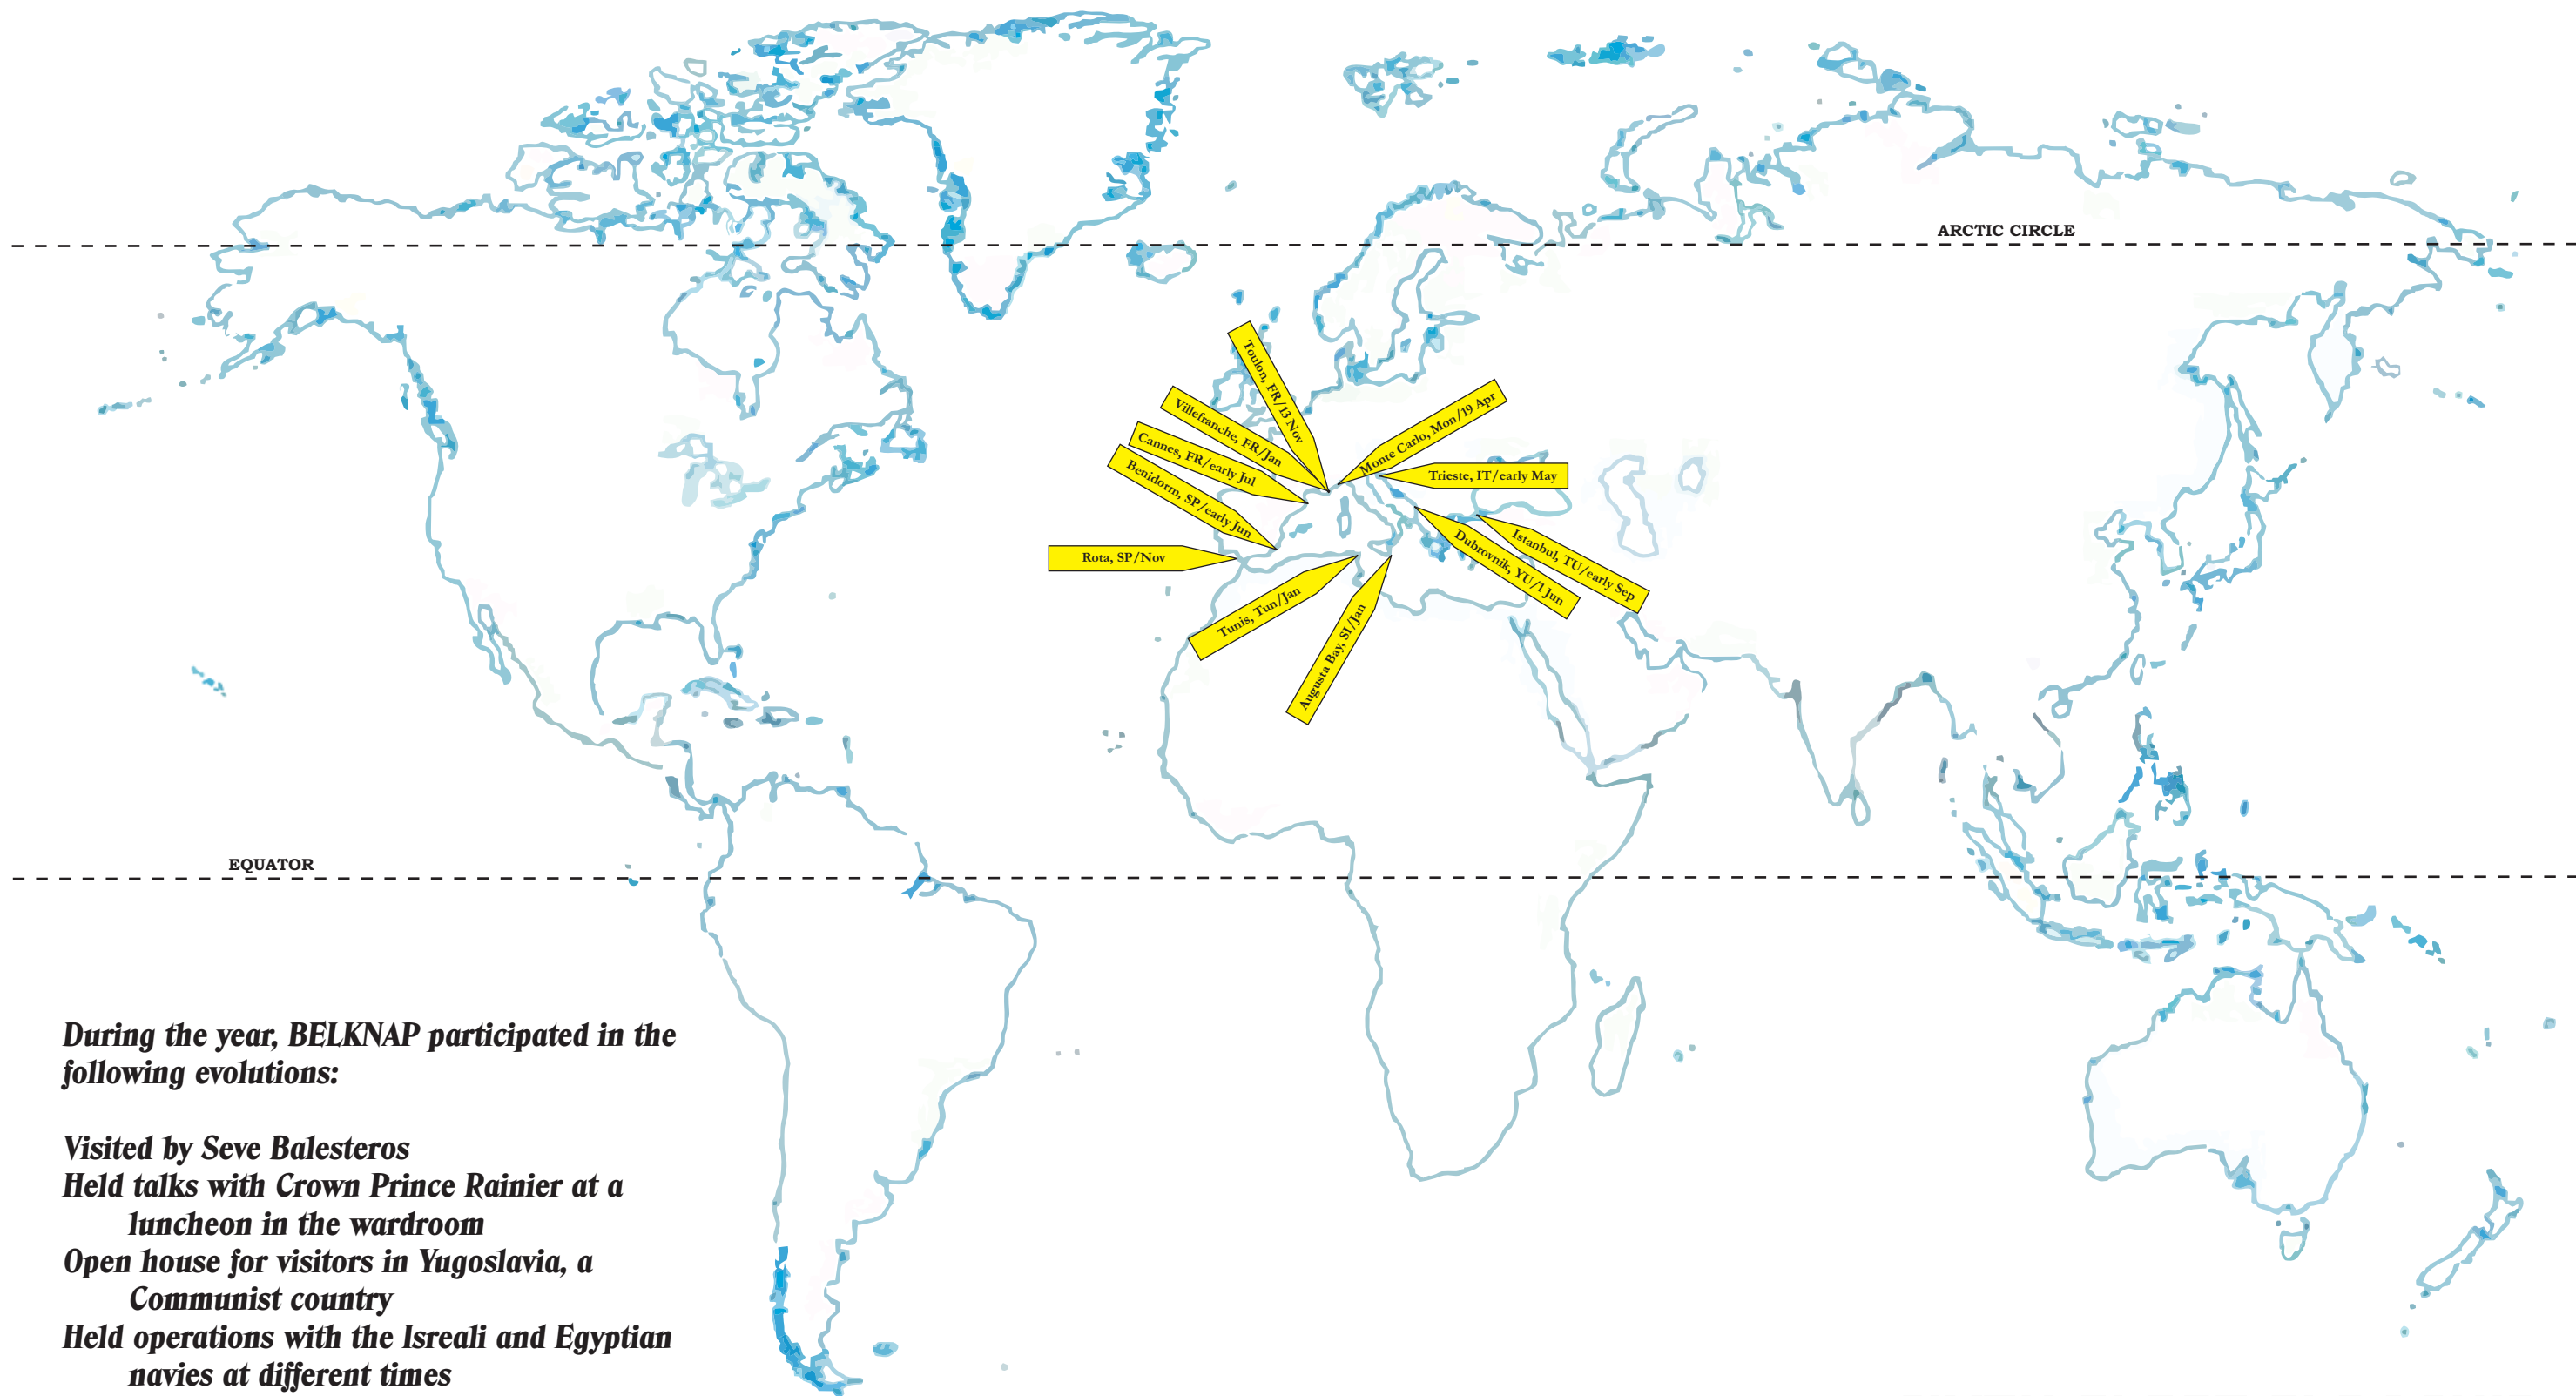 ARCTIC CIRCLE
Toulon, FR/13 Nov
Villefranche, FR/Jan
Monte Carlo, Mon/19 Apr
Cannes, FR/early Jul
Trieste, IT/early May
Benidorm, SP/early Jun
Rota, SP/Nov
Istanbul, TU/early Sep
Dubrovnik, YU/1 Jun
Tunis, Tun/Jan
Augusta Bay, SI/Jan
EQUATOR
During the year, BELKNAP participated in the
following evolutions:
Visited by Seve Balesteros
Held talks with Crown Prince Rainier at a
luncheon in the wardroom
Open house for visitors in Yugoslavia, a
Communist country
Held operations with the Isreali and Egyptian
navies at different times